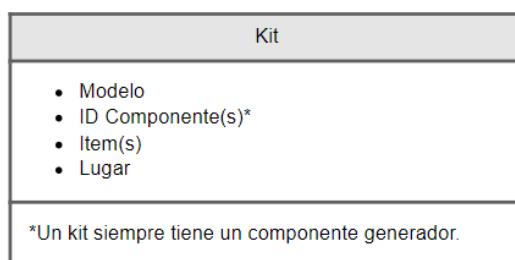 Kit
• Modelo
• ID Componente(s)*
• Item(s)
• Lugar
*Un kit siempre tiene un componente generador.